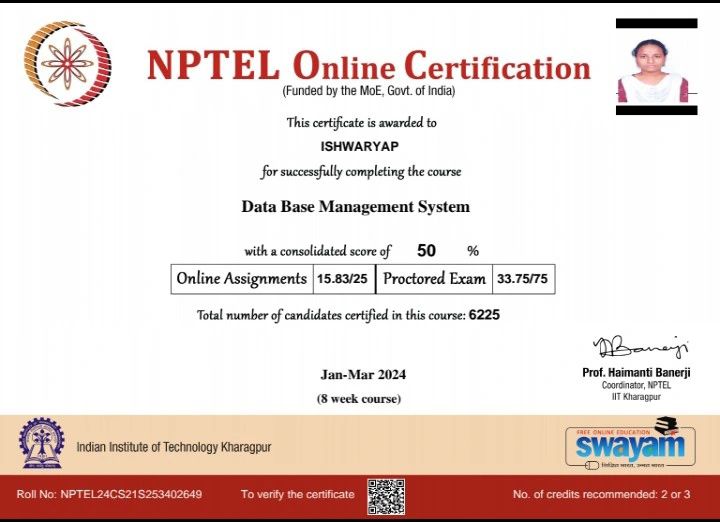 NPTEL Online Certification
(Funded by the MoE, Govt. of India)
This certificate is awarded to
ISHWARYAP
for successfully completing the course
Data Base Management System
with a consolidated score of 50 %
Online Assignments 15.83/25 Proctored Exam 33.75/75
Total number of candidates certified in this course: 6225
Jan-Mar 2024
(8 week course)
Prof. Haimanti Banerji
Coordinator, NPTEL
IIT Kharagpur
Indian Institute of Technology Kharagpur
FREE ONLINE EDUCATION
swayam
शिक्षित भारत, उन्नत भारत
Roll No: NPTEL24CS21S253402649
To verify the certificate
No. of credits recommended: 2 or 3